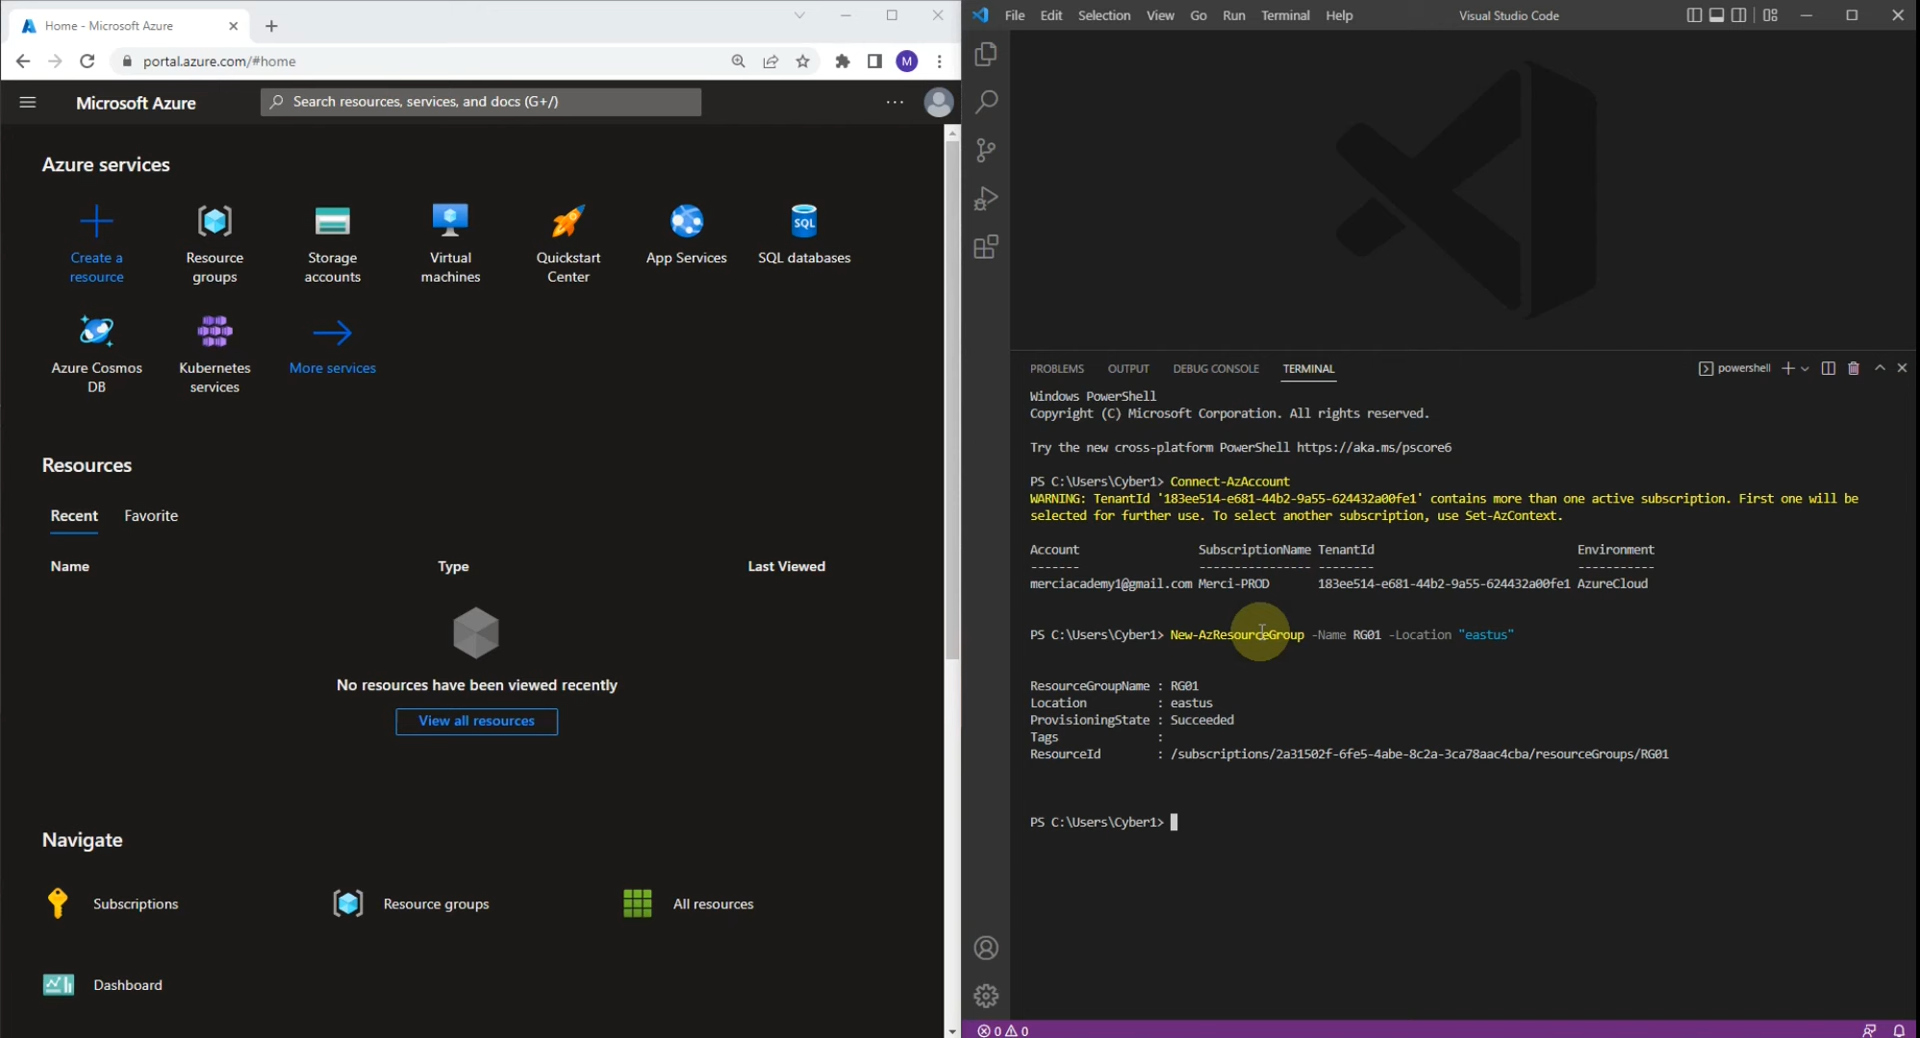 Home - Microsoft Azure
portal.azure.com/#home
M
Microsoft Azure
Search resources, services, and docs (G+/)
Azure services
Create a resource
Resource groups
Storage accounts
Virtual machines
Quickstart Center
App Services
SQL
SQL databases
Azure Cosmos DB
Kubernetes services
More services
Resources
Recent Favorite
Name Type Last Viewed
No resources have been viewed recently
View all resources
Navigate
Subscriptions Resource groups All resources
Dashboard
File Edit Selection View Go Run Terminal Help Visual Studio Code
PROBLEMS OUTPUT DEBUG CONSOLE TERMINAL powershell
Windows PowerShell
Copyright (C) Microsoft Corporation. All rights reserved.
Try the new cross-platform PowerShell https://aka.ms/pscore6
PS C:\Users\Cyber1> Connect-AzAccount
WARNING: TenantId '183ee514-e681-44b2-9a55-624432a00fe1' contains more than one active subscription. First one will be
selected for further use. To select another subscription, use Set-AzContext.
Account SubscriptionName TenantId Environment
------- ---------------- -------- -----------
merciacademy1@gmail.com Merci-PROD 183ee514-e681-44b2-9a55-624432a00fe1 AzureCloud
PS C:\Users\Cyber1> New-AzResourceGroup -Name RG01 -Location "eastus"
ResourceGroupName : RG01
Location : eastus
ProvisioningState : Succeeded
Tags :
ResourceId : /subscriptions/2a31502f-6fe5-4abe-8c2a-3ca78aac4cba/resourceGroups/RG01
PS C:\Users\Cyber1>
0 0